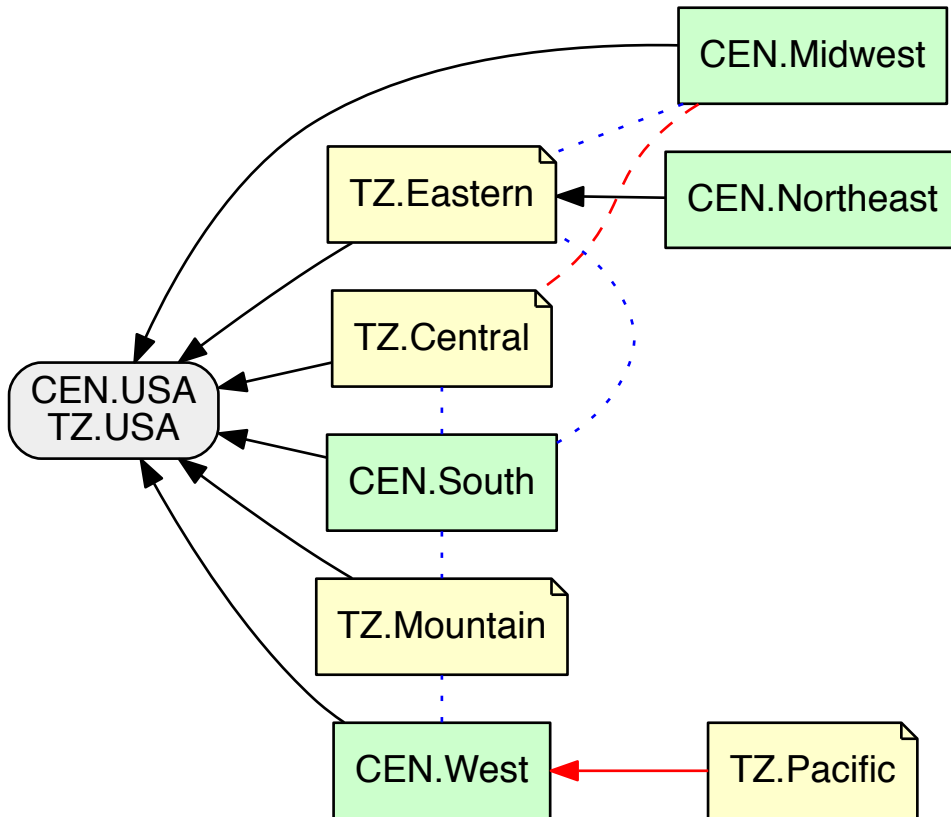 CEN.Midwest
TZ.Eastern
CEN.Northeast
TZ.Central
CEN.USA
TZ.USA
CEN.South
TZ.Mountain
CEN.West
TZ.Pacific